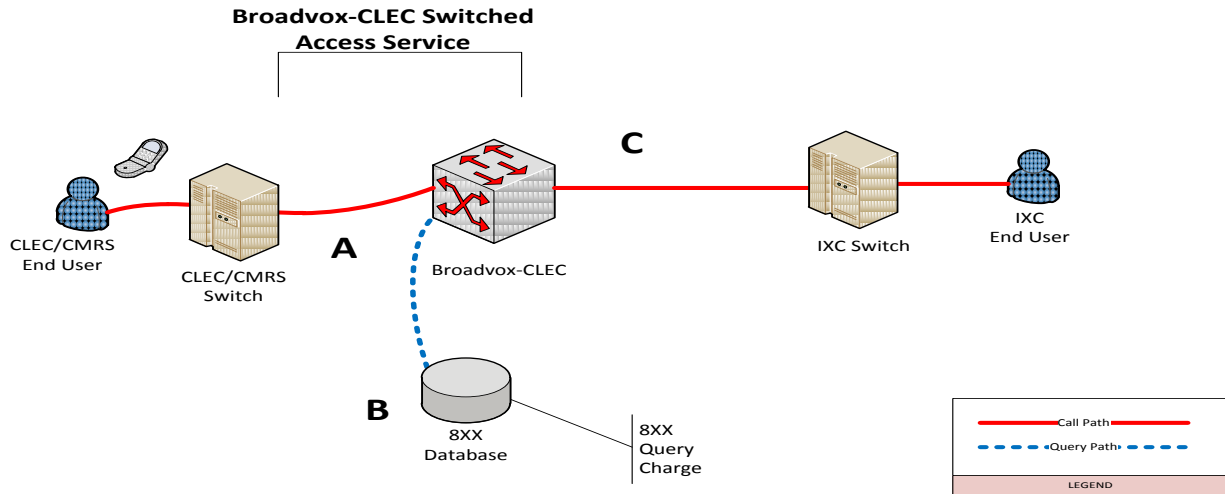 Broadvox-CLEC Switched
Access Service
C
CLEC/CMRS
End User
CLEC/CMRS
Switch
A
Broadvox-CLEC
IXC Switch
IXC
End User
B
8XX
Database
8XX
Query
Charge
Call Path
Query Path
LEGEND